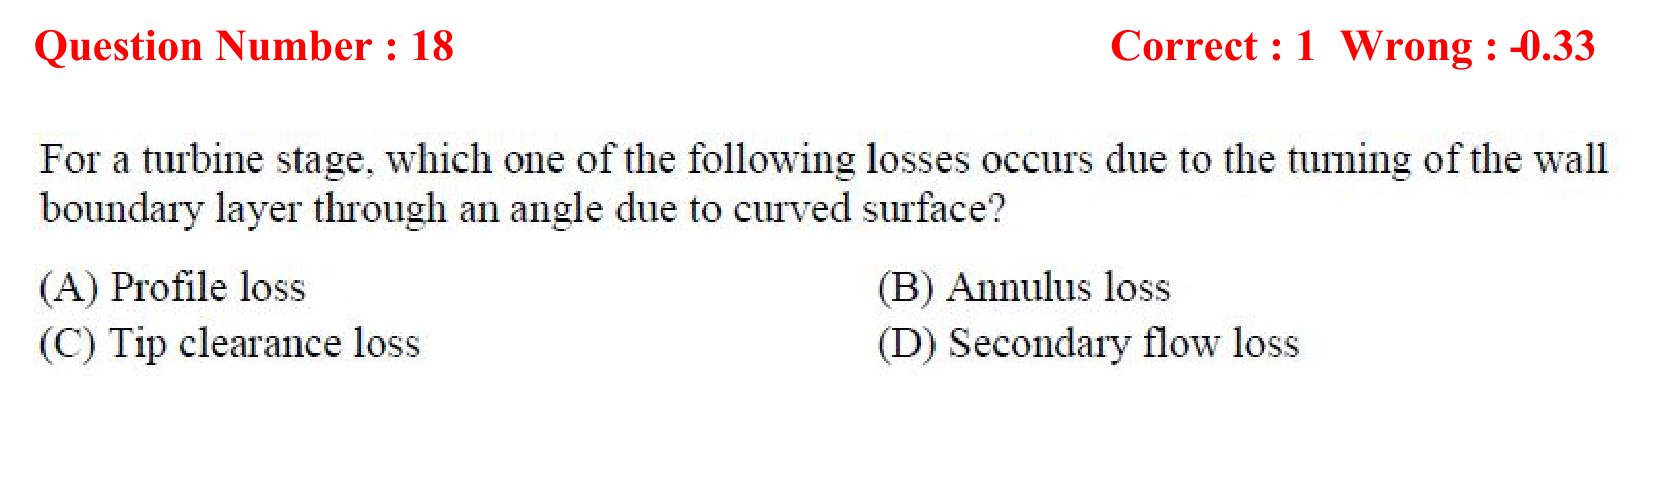 Question Number : 18 Correct : 1 Wrong : -0.33
For a turbine stage, which one of the following losses occurs due to the turning of the wall
boundary layer through an angle due to curved surface?
(A) Profile loss (B) Annulus loss
(C) Tip clearance loss (D) Secondary flow loss